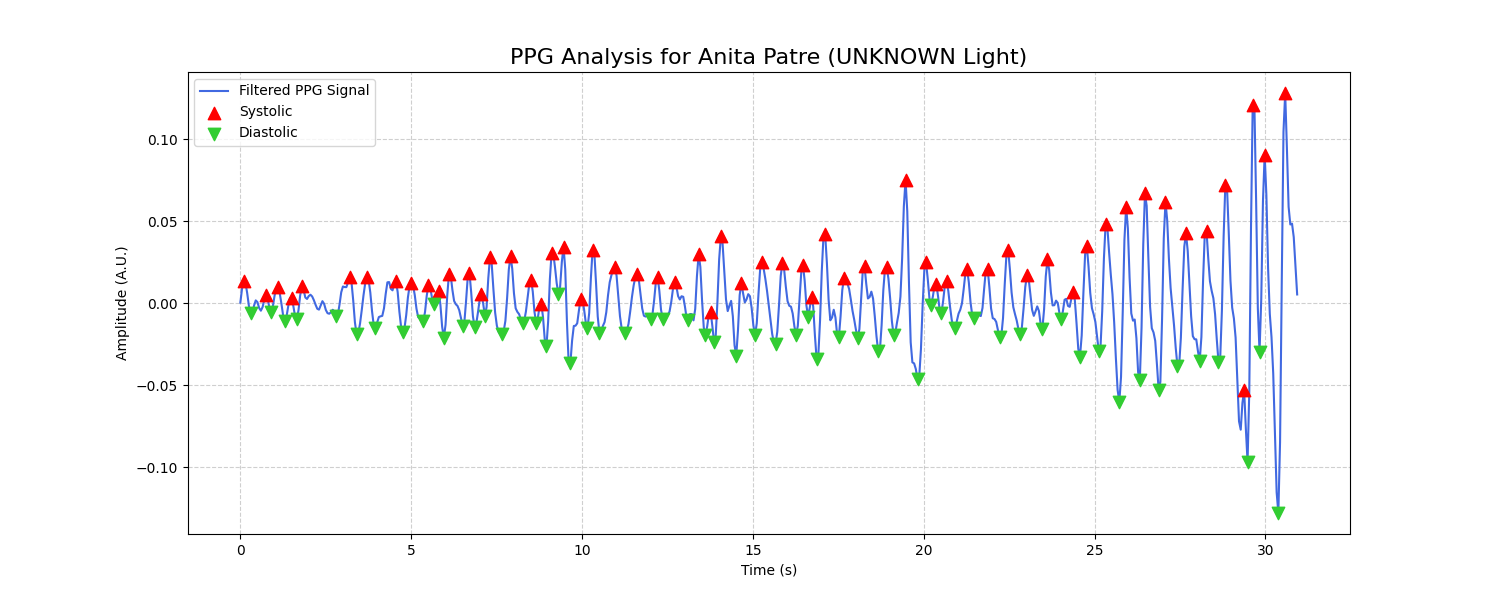 PPG Analysis for Anita Patre (UNKNOWN Light)
Filtered PPG Signal
Systolic
Diastolic
0.10
0.05
0.00
−0.05
−0.10
Amplitude (A.U.)
0 5 10 15 20 25 30
Time (s)